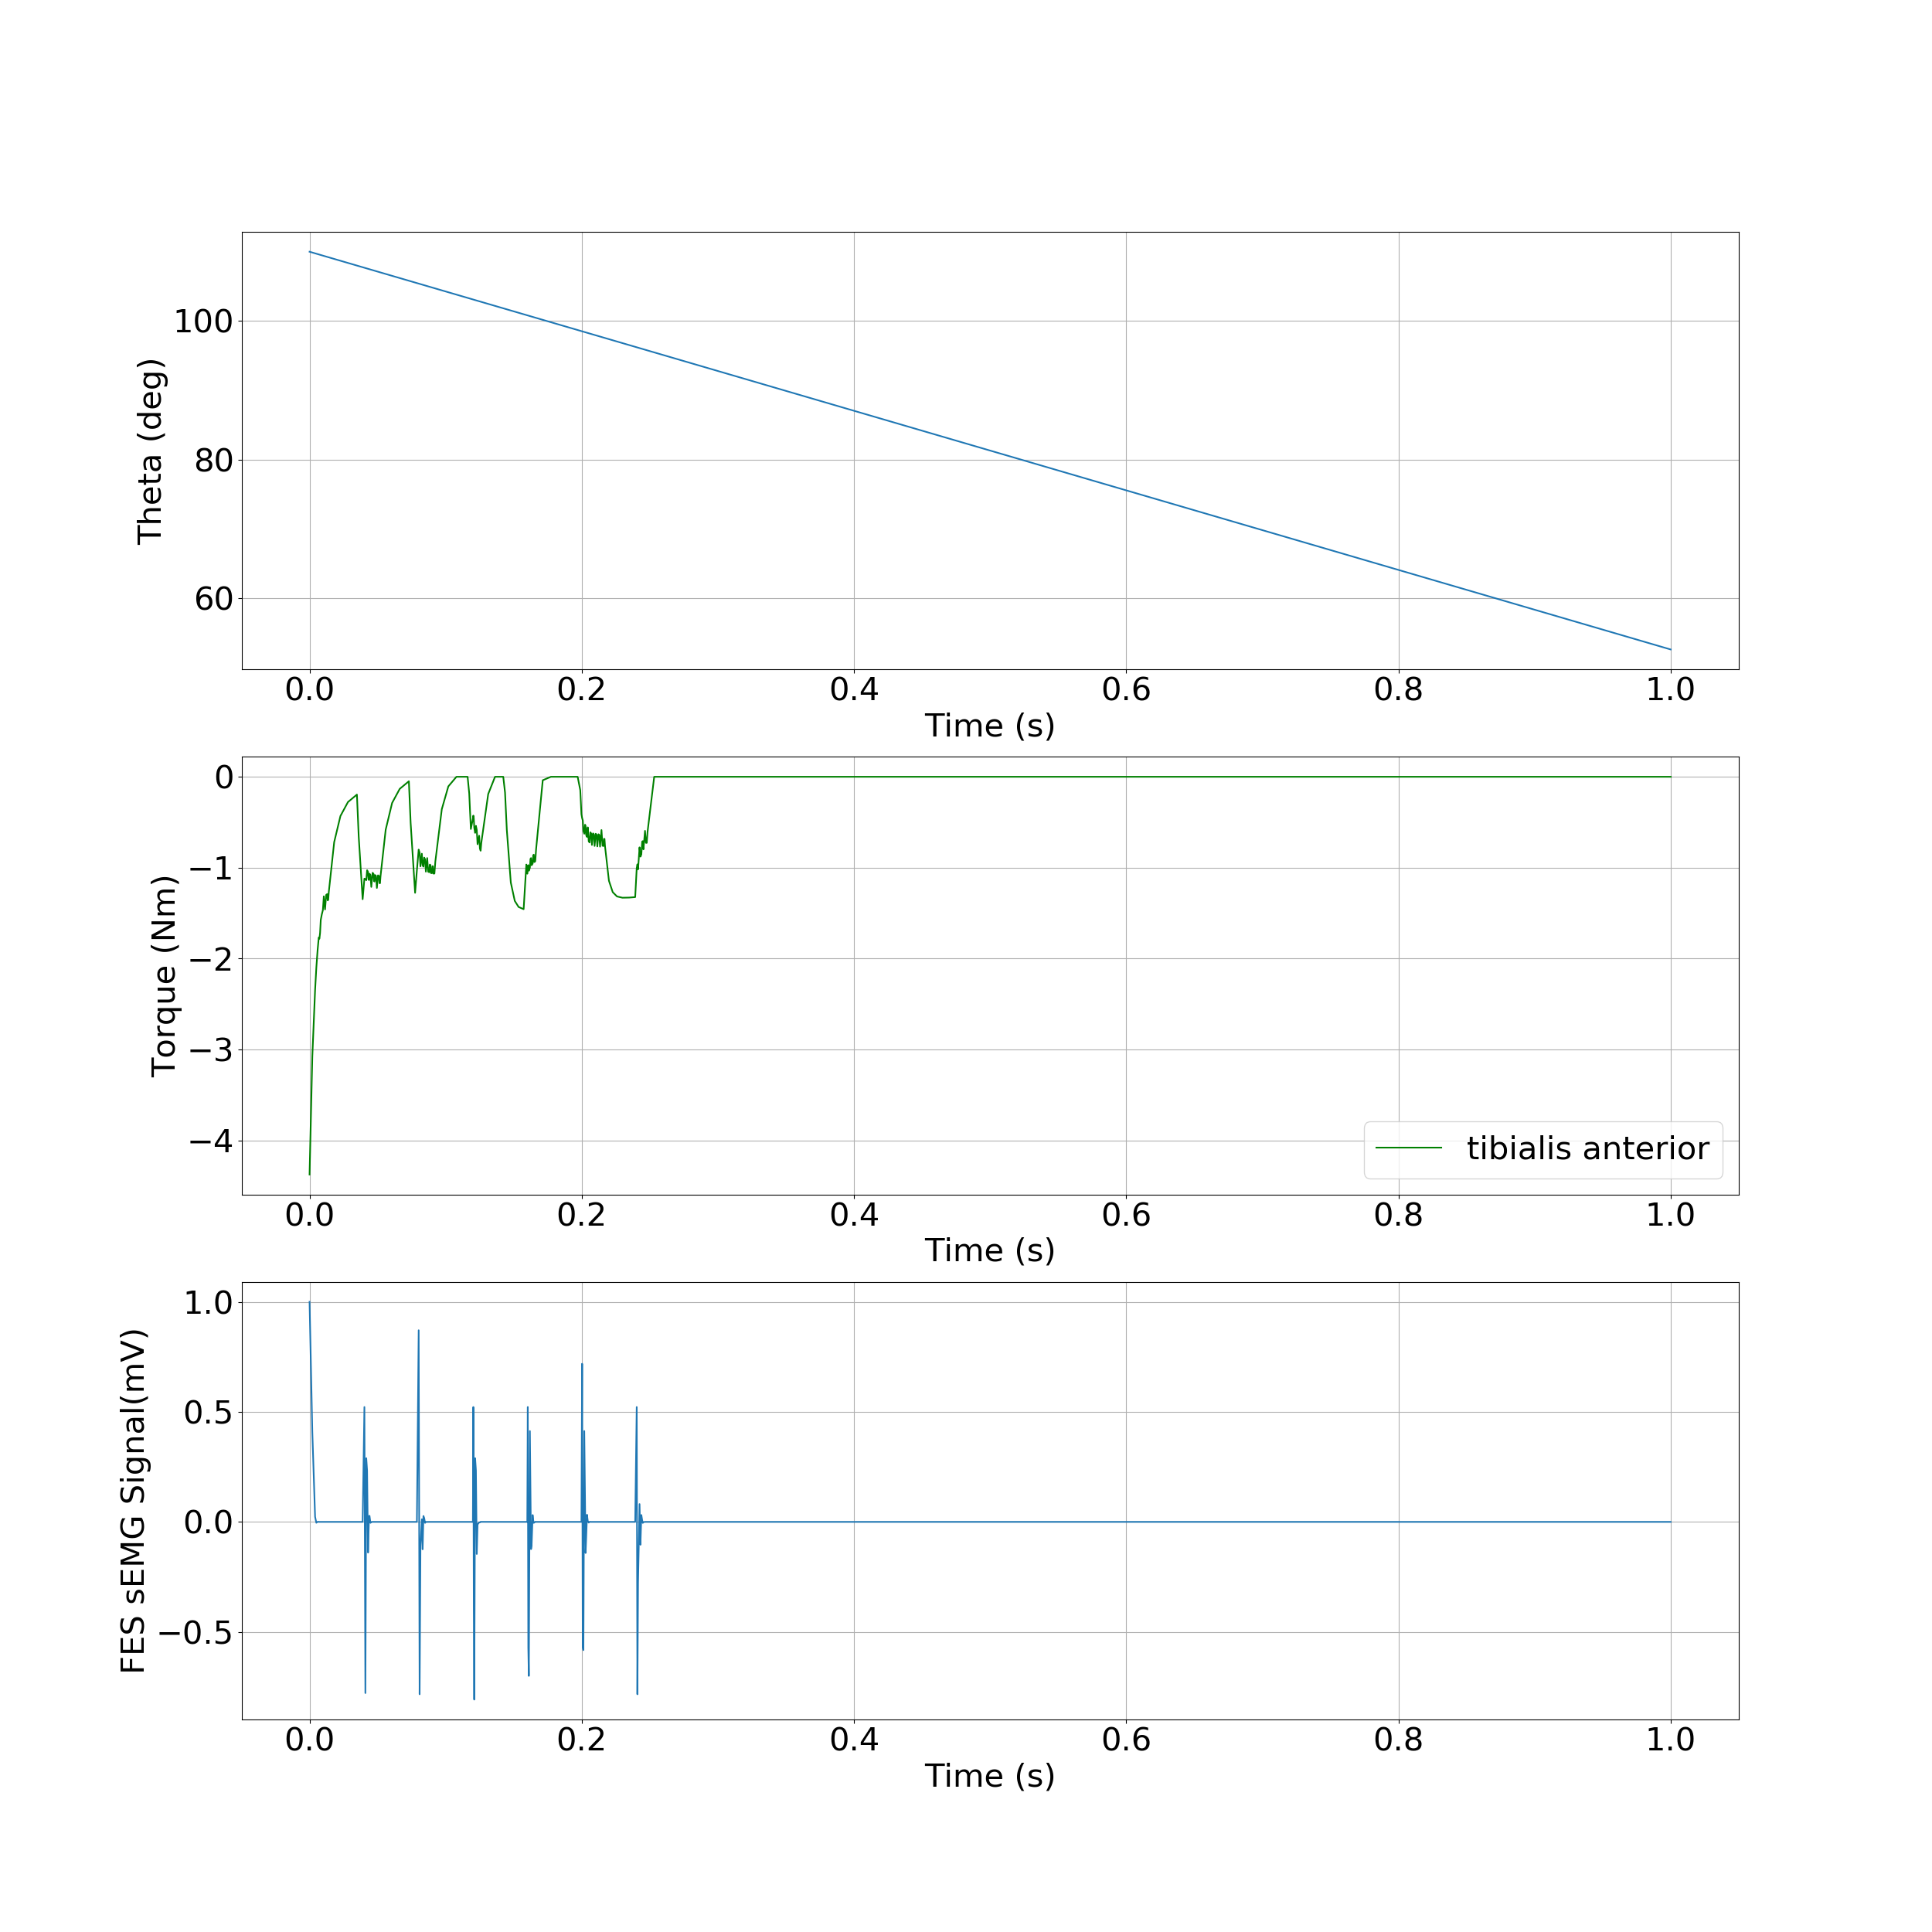 100
80
60
Theta (deg)
0.0 0.2 0.4 0.6 0.8 1.0
Time (s)
0
−1
−2
−3
−4
Torque (Nm)
tibialis anterior
0.0 0.2 0.4 0.6 0.8 1.0
Time (s)
1.0
0.5
0.0
−0.5
FES sEMG Signal(mV)
0.0 0.2 0.4 0.6 0.8 1.0
Time (s)